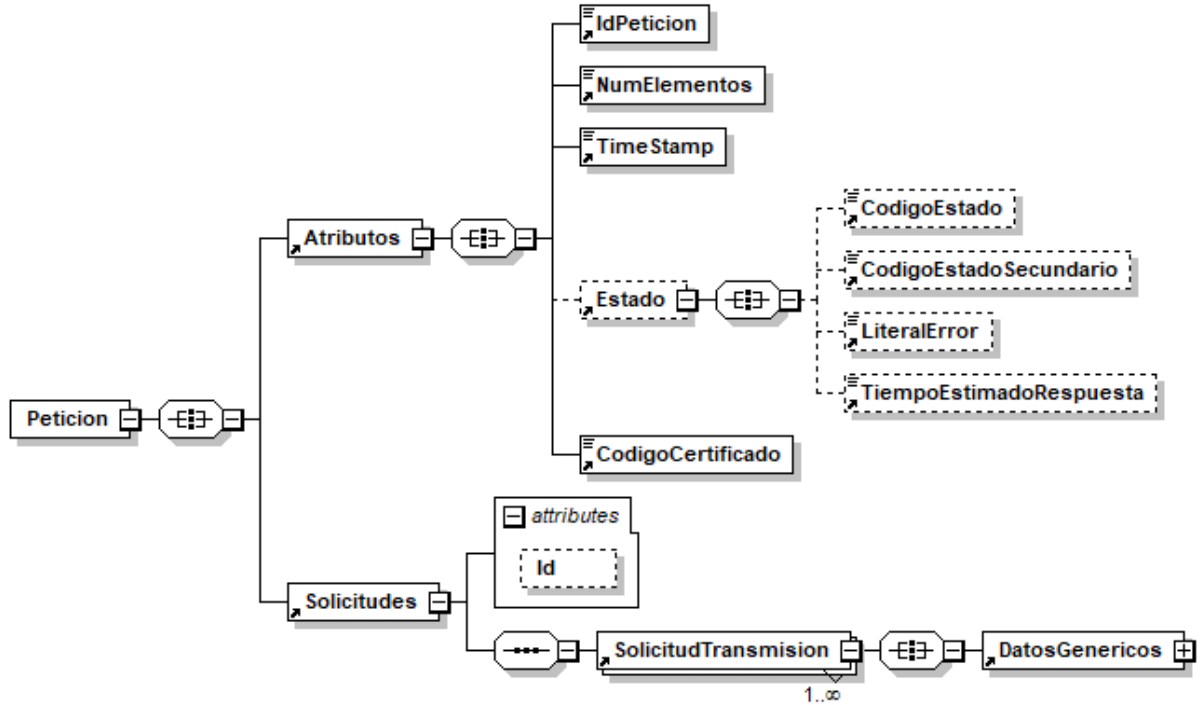 IdPeticion
NumElementos
TimeStamp
CodigoEstado
Atributos
CodigoEstadoSecundario
Estado
LiteralError
TiempoEstimadoRespuesta
Peticion
CodigoCertificado
attributes
Id
Solicitudes
SolicitudTransmision
DatosGenericos
1..∞